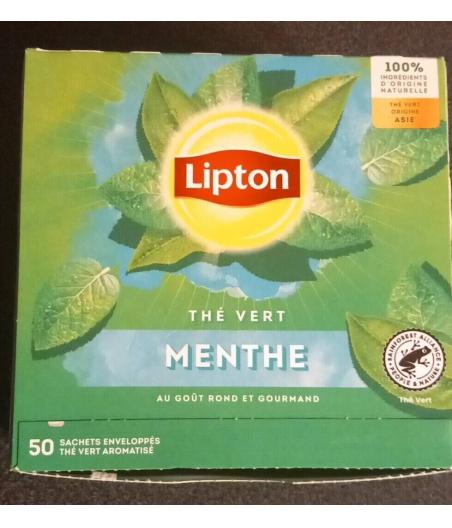 100%
INGRÉDIENTS
D'ORIGINE
NATURELLE
THÉ VERT
ORIGINE
ASIE
Lipton
THÉ VERT
MENTHE
AU GOÛT ROND ET GOURMAND
RAINFOREST ALLIANCE
PEOPLE & NATURE
Thé Vert
50 SACHETS ENVELOPPÉS
THÉ VERT AROMATISÉ